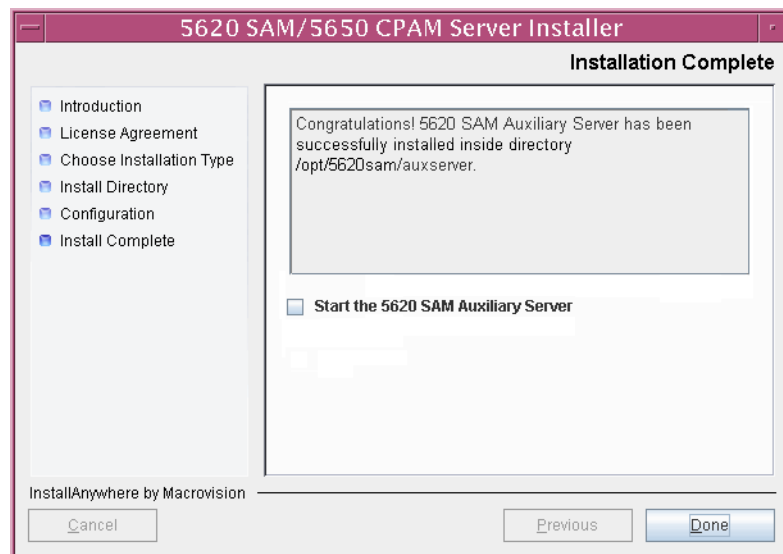 5620 SAM/5650 CPAM Server Installer
Installation Complete
Introduction
License Agreement
Choose Installation Type
Install Directory
Configuration
Install Complete
Congratulations! 5620 SAM Auxiliary Server has been
successfully installed inside directory
/opt/5620sam/auxserver.
Start the 5620 SAM Auxiliary Server
InstallAnywhere by Macrovision
Cancel
Previous
Done